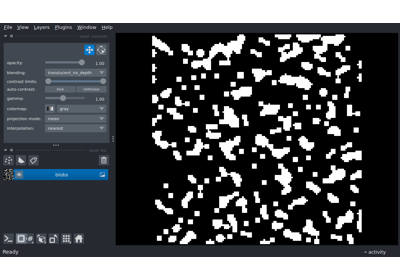 File View Layers Plugins Window Help
opacity: 1.00
blending: translucent_no_depth
contrast limits:
auto-contrast: once continuous
gamma: 1.00
colormap: gray
projection mode: none
interpolation: nearest
blobs
Ready activity